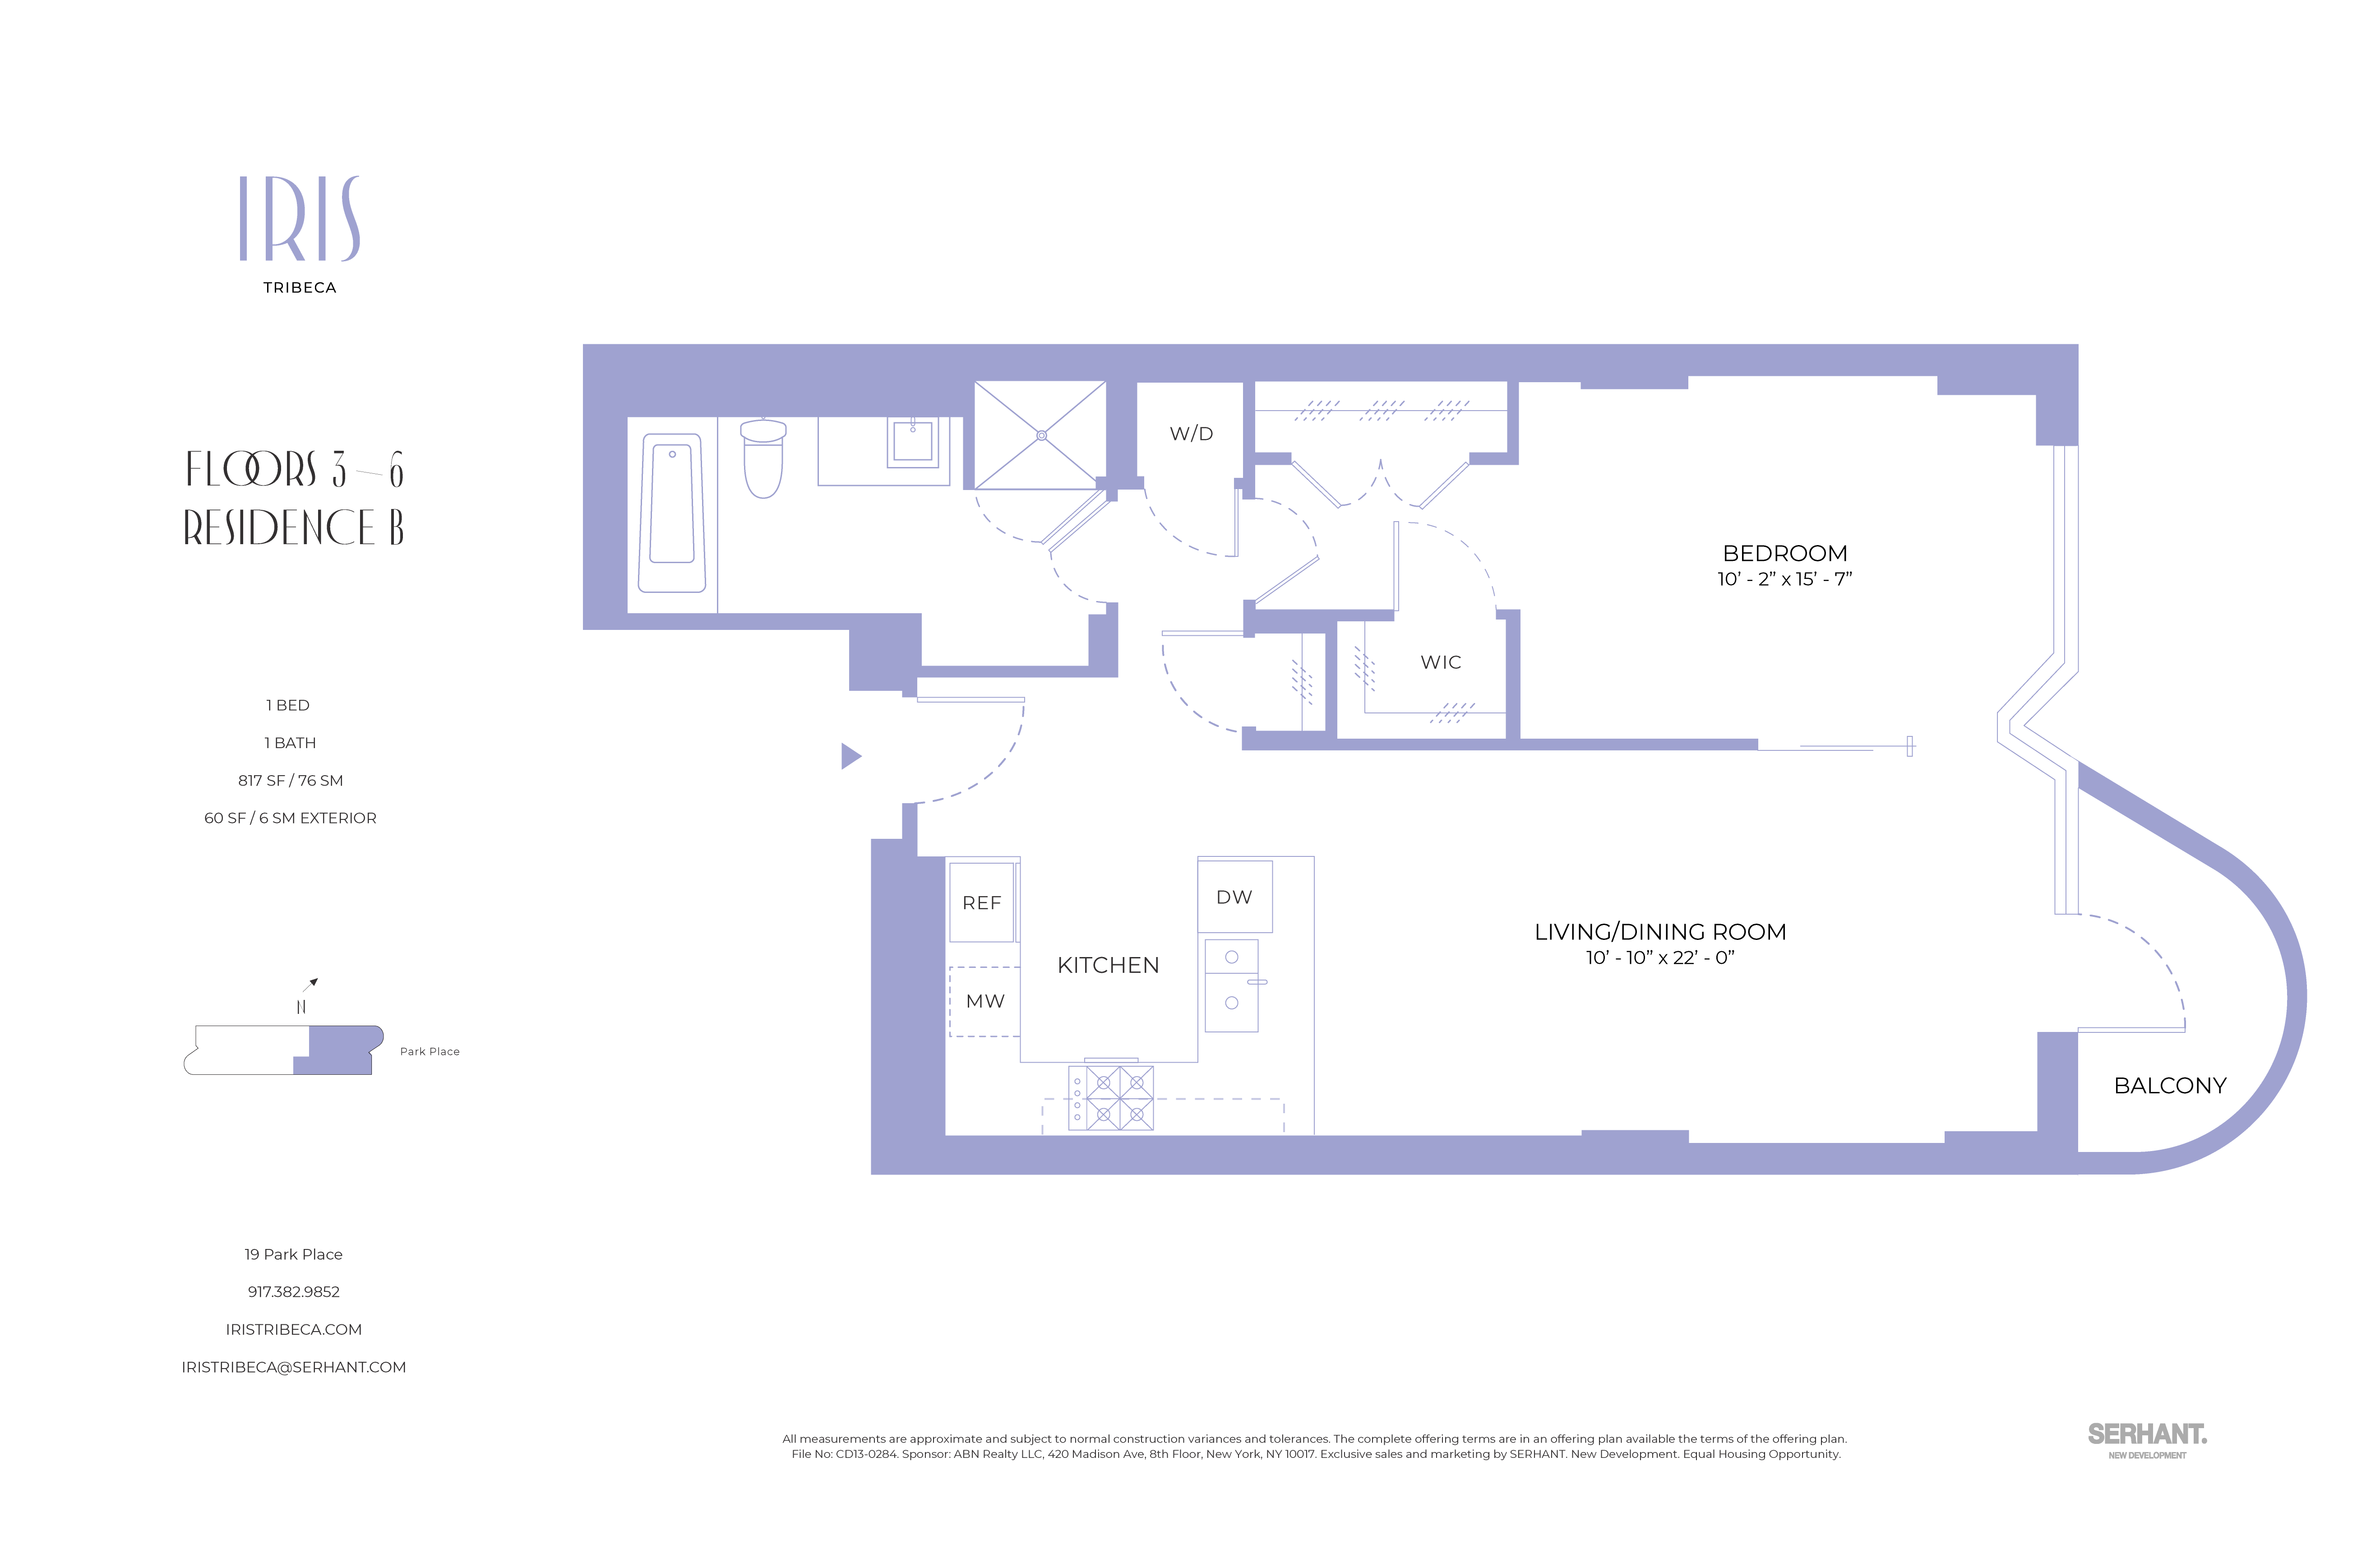 IRIS
TRIBECA
FLOORS 3 — 6
RESIDENCE B
1 BED
1 BATH
817 SF / 76 SM
60 SF / 6 SM EXTERIOR
N
Park Place
19 Park Place
917.382.9852
IRISTRIBECA.COM
IRISTRIBECA@SERHANT.COM
W/D
BEDROOM
10’ - 2” x 15’ - 7”
WIC
REF
DW
KITCHEN
MW
LIVING/DINING ROOM
10’ - 10” x 22’ - 0”
BALCONY
All measurements are approximate and subject to normal construction variances and tolerances. The complete offering terms are in an offering plan available the terms of the offering plan.
File No: CD13-0284. Sponsor: ABN Realty LLC, 420 Madison Ave, 8th Floor, New York, NY 10017. Exclusive sales and marketing by SERHANT. New Development. Equal Housing Opportunity.
SERHANT.
NEW DEVELOPMENT